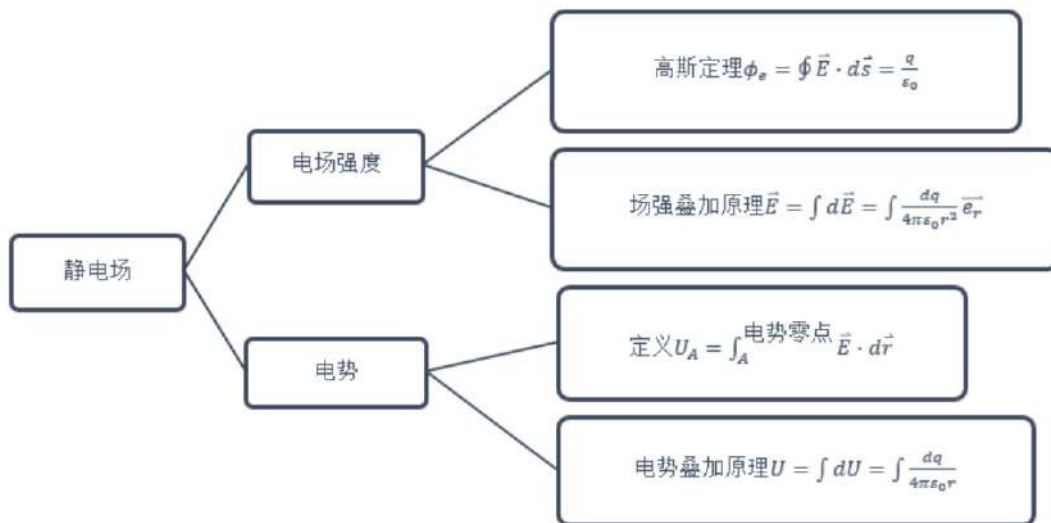 高斯定理ϕ_e = ∮ E⃗ · ds⃗ = q/ε₀
电场强度
场强叠加原理E⃗ = ∫ dE⃗ = ∫ dq/4πε₀r² e_r⃗
静电场
定义U_A = ∫_A^电势零点 E⃗ · dr⃗
电势
电势叠加原理U = ∫ dU = ∫ dq/4πε₀r